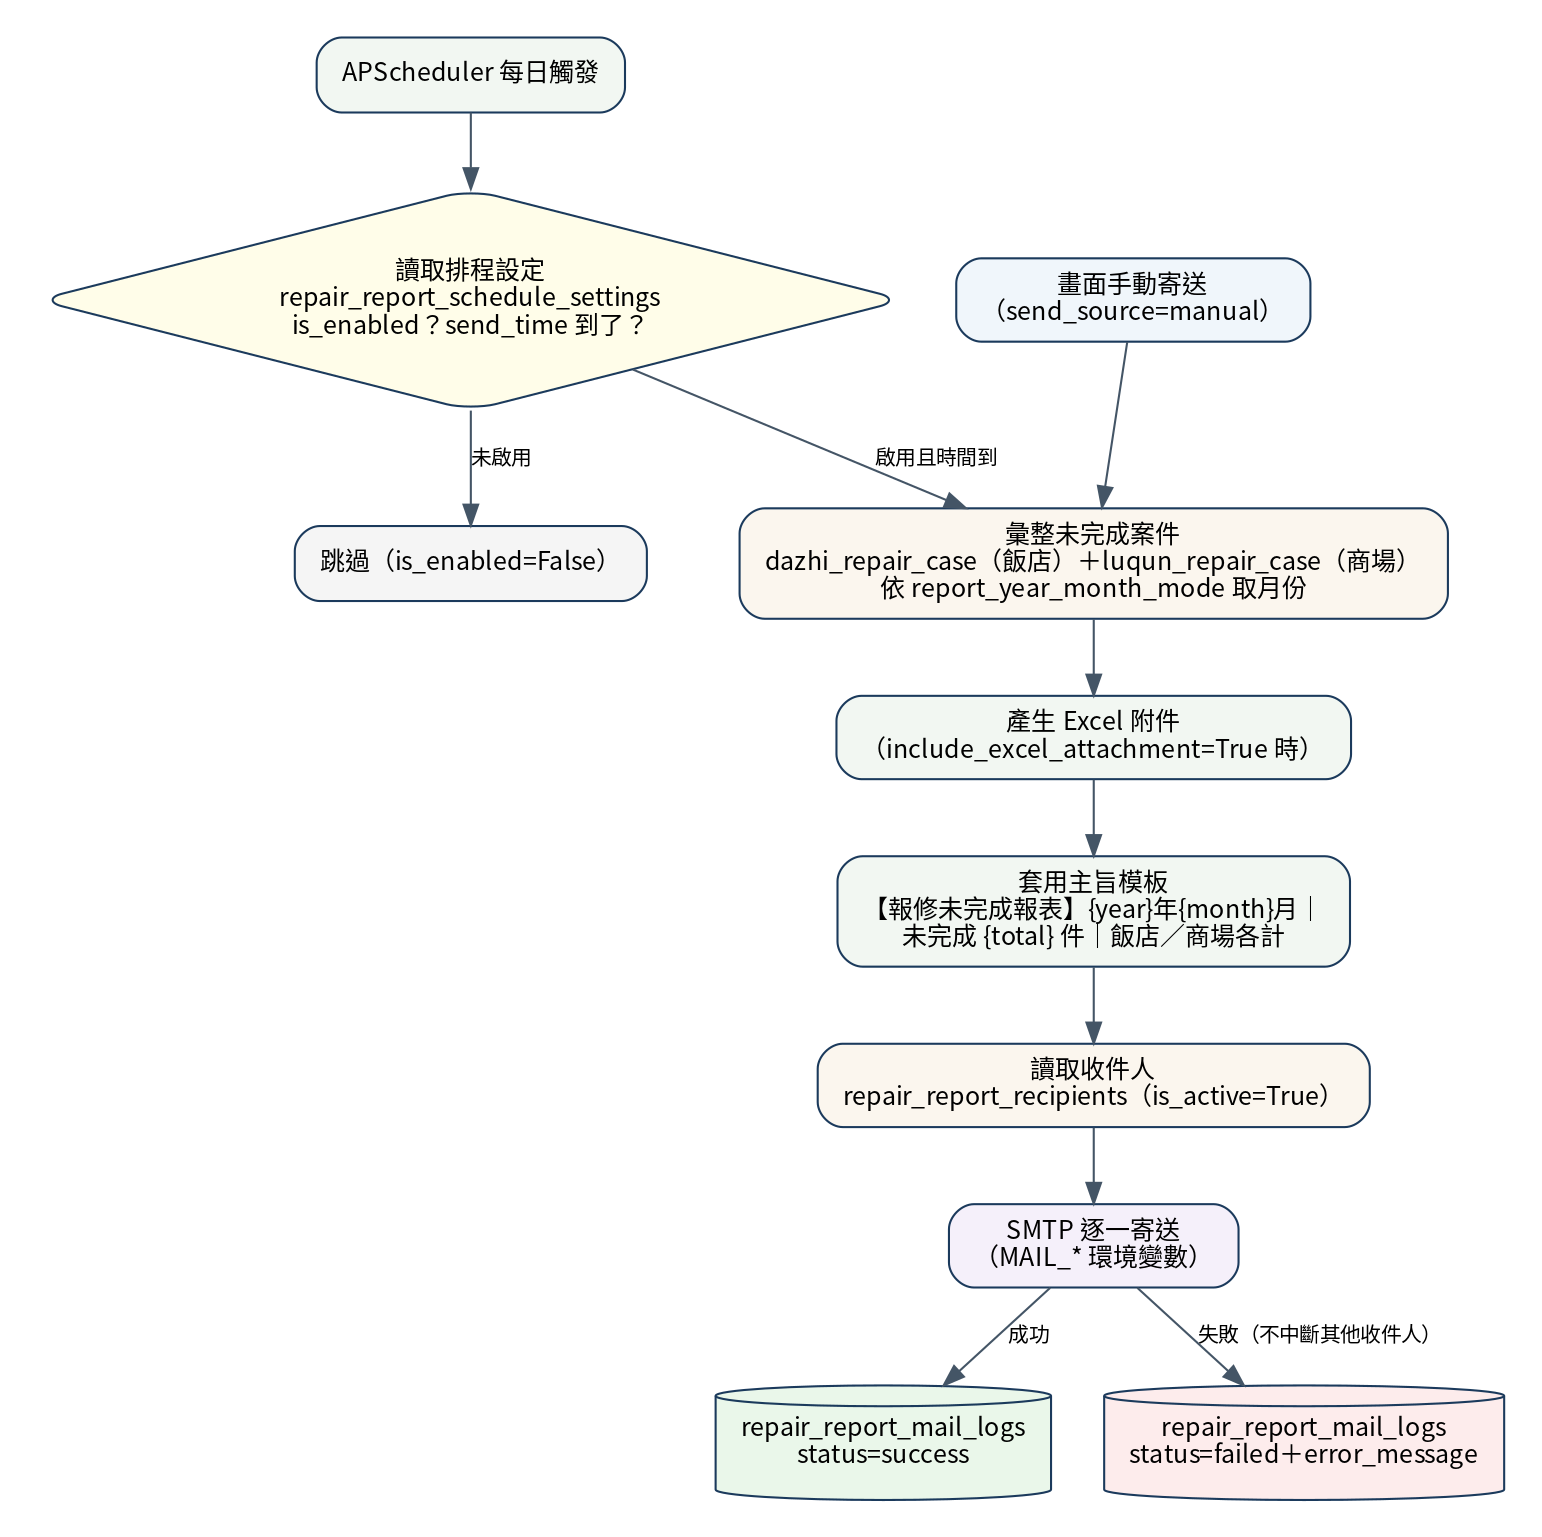 APScheduler 每日觸發
讀取排程設定
repair_report_schedule_settings
is_enabled？send_time 到了？
畫面手動寄送
（send_source=manual）
未啟用
啟用且時間到
跳過（is_enabled=False）
彙整未完成案件
dazhi_repair_case（飯店）＋luqun_repair_case（商場）
依 report_year_month_mode 取月份
產生 Excel 附件
（include_excel_attachment=True 時）
套用主旨模板
【報修未完成報表】{year}年{month}月｜
未完成 {total} 件｜飯店／商場各計
讀取收件人
repair_report_recipients（is_active=True）
SMTP 逐一寄送
（MAIL_* 環境變數）
成功
失敗（不中斷其他收件人）
repair_report_mail_logs
status=success
repair_report_mail_logs
status=failed＋error_message